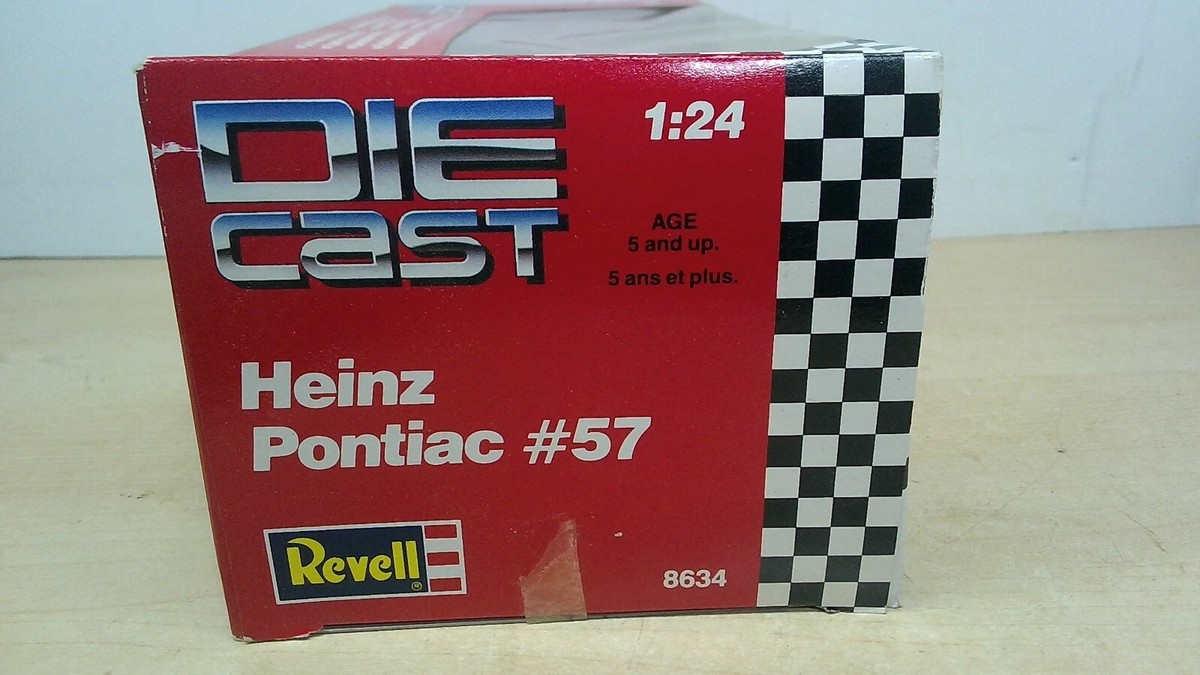 DIE
CAST
1:24
AGE
5 and up.
5 ans et plus.
Heinz
Pontiac #57
Revell®
8634